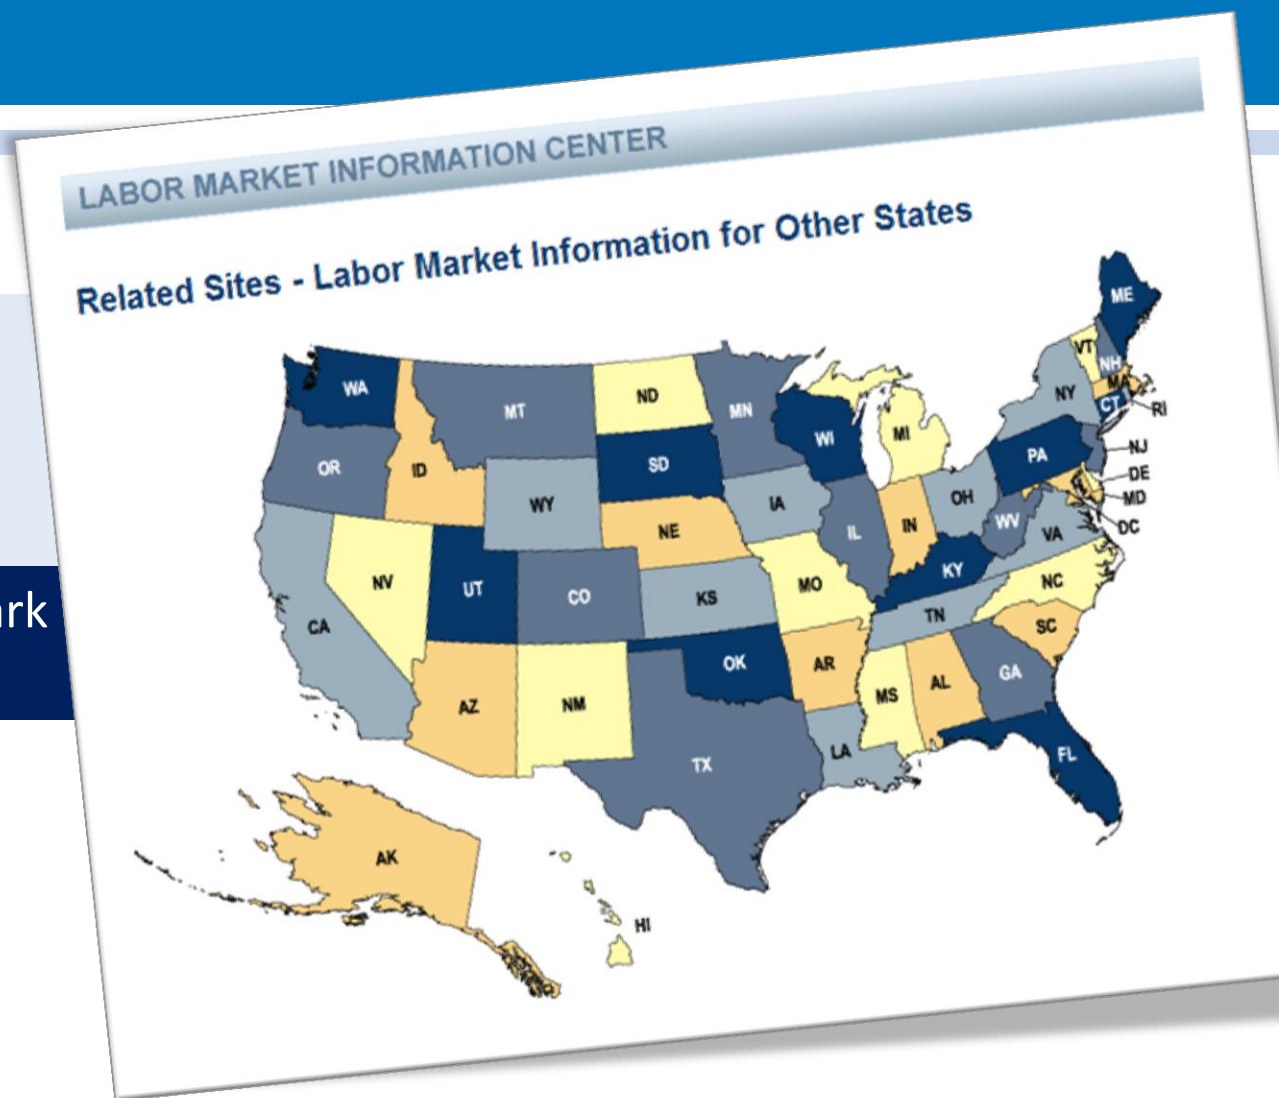 LABOR MARKET INFORMATION CENTER
Related Sites - Labor Market Information for Other States
ME
VT
NH
WA
MT
ND
MN
NY
MA
CT
RI
WI
MI
OR
ID
SD
PA
NJ
WY
IA
OH
DE
MD
NE
IL
IN
WV
VA
DC
NV
UT
CO
KS
MO
KY
NC
CA
TN
SC
OK
AR
AZ
NM
MS
AL
GA
TX
LA
FL
AK
HI
ark